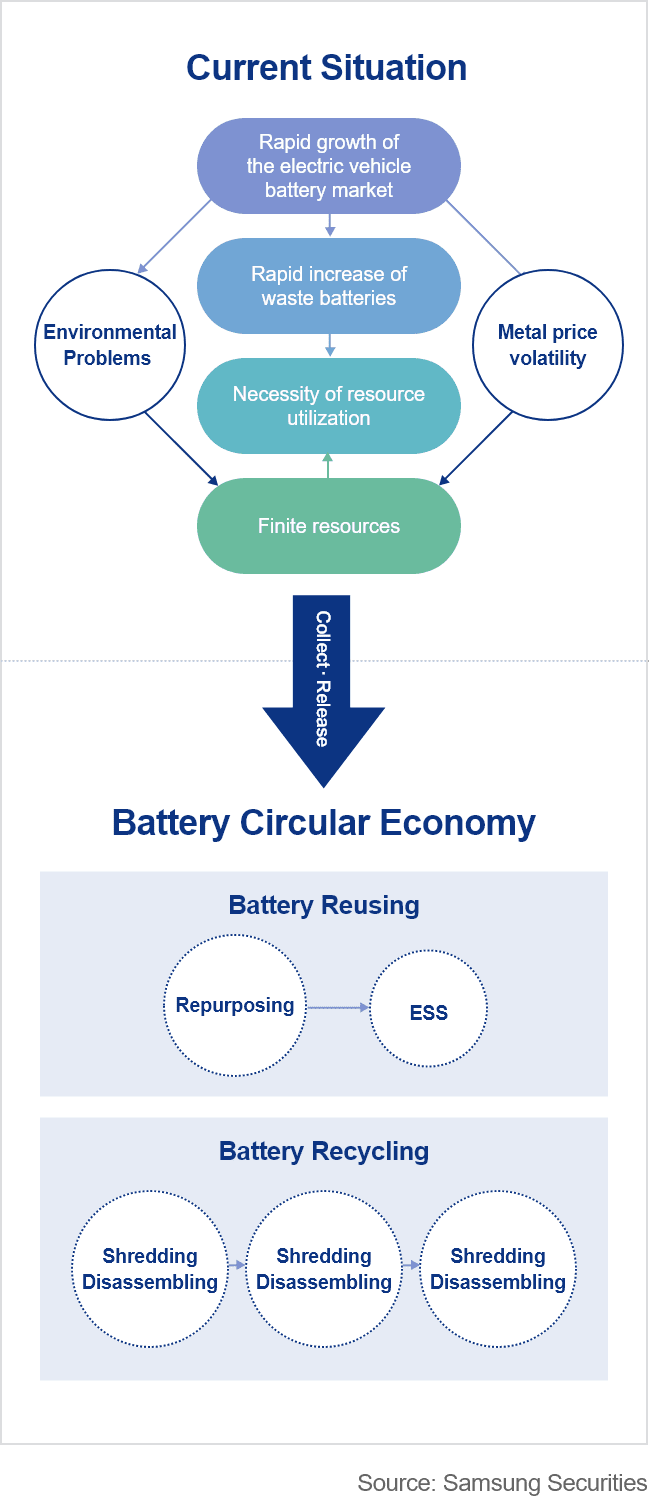 Current Situation
Rapid growth of
the electric vehicle
battery market
Rapid increase of
waste batteries
Environmental
Problems
Metal price
volatility
Necessity of resource
utilization
Finite resources
Collect · Release
Battery Circular Economy
Battery Reusing
Repurposing
ESS
Battery Recycling
Shredding
Disassembling
Shredding
Disassembling
Shredding
Disassembling
Source: Samsung Securities